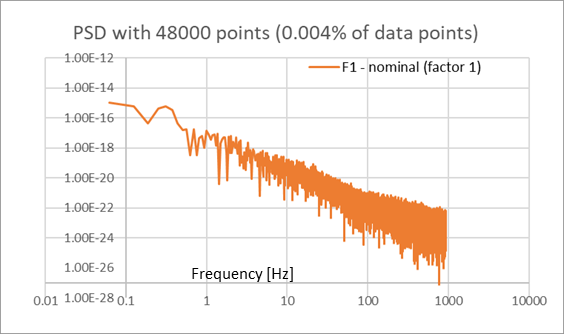 PSD with 48000 points (0.004% of data points)
1.00E-12
F1 - nominal (factor 1)
1.00E-14
1.00E-16
1.00E-18
1.00E-20
1.00E-22
1.00E-24
1.00E-26
Frequency [Hz]
1.00E-28
0.01 0.1 1 10 100 1000 10000